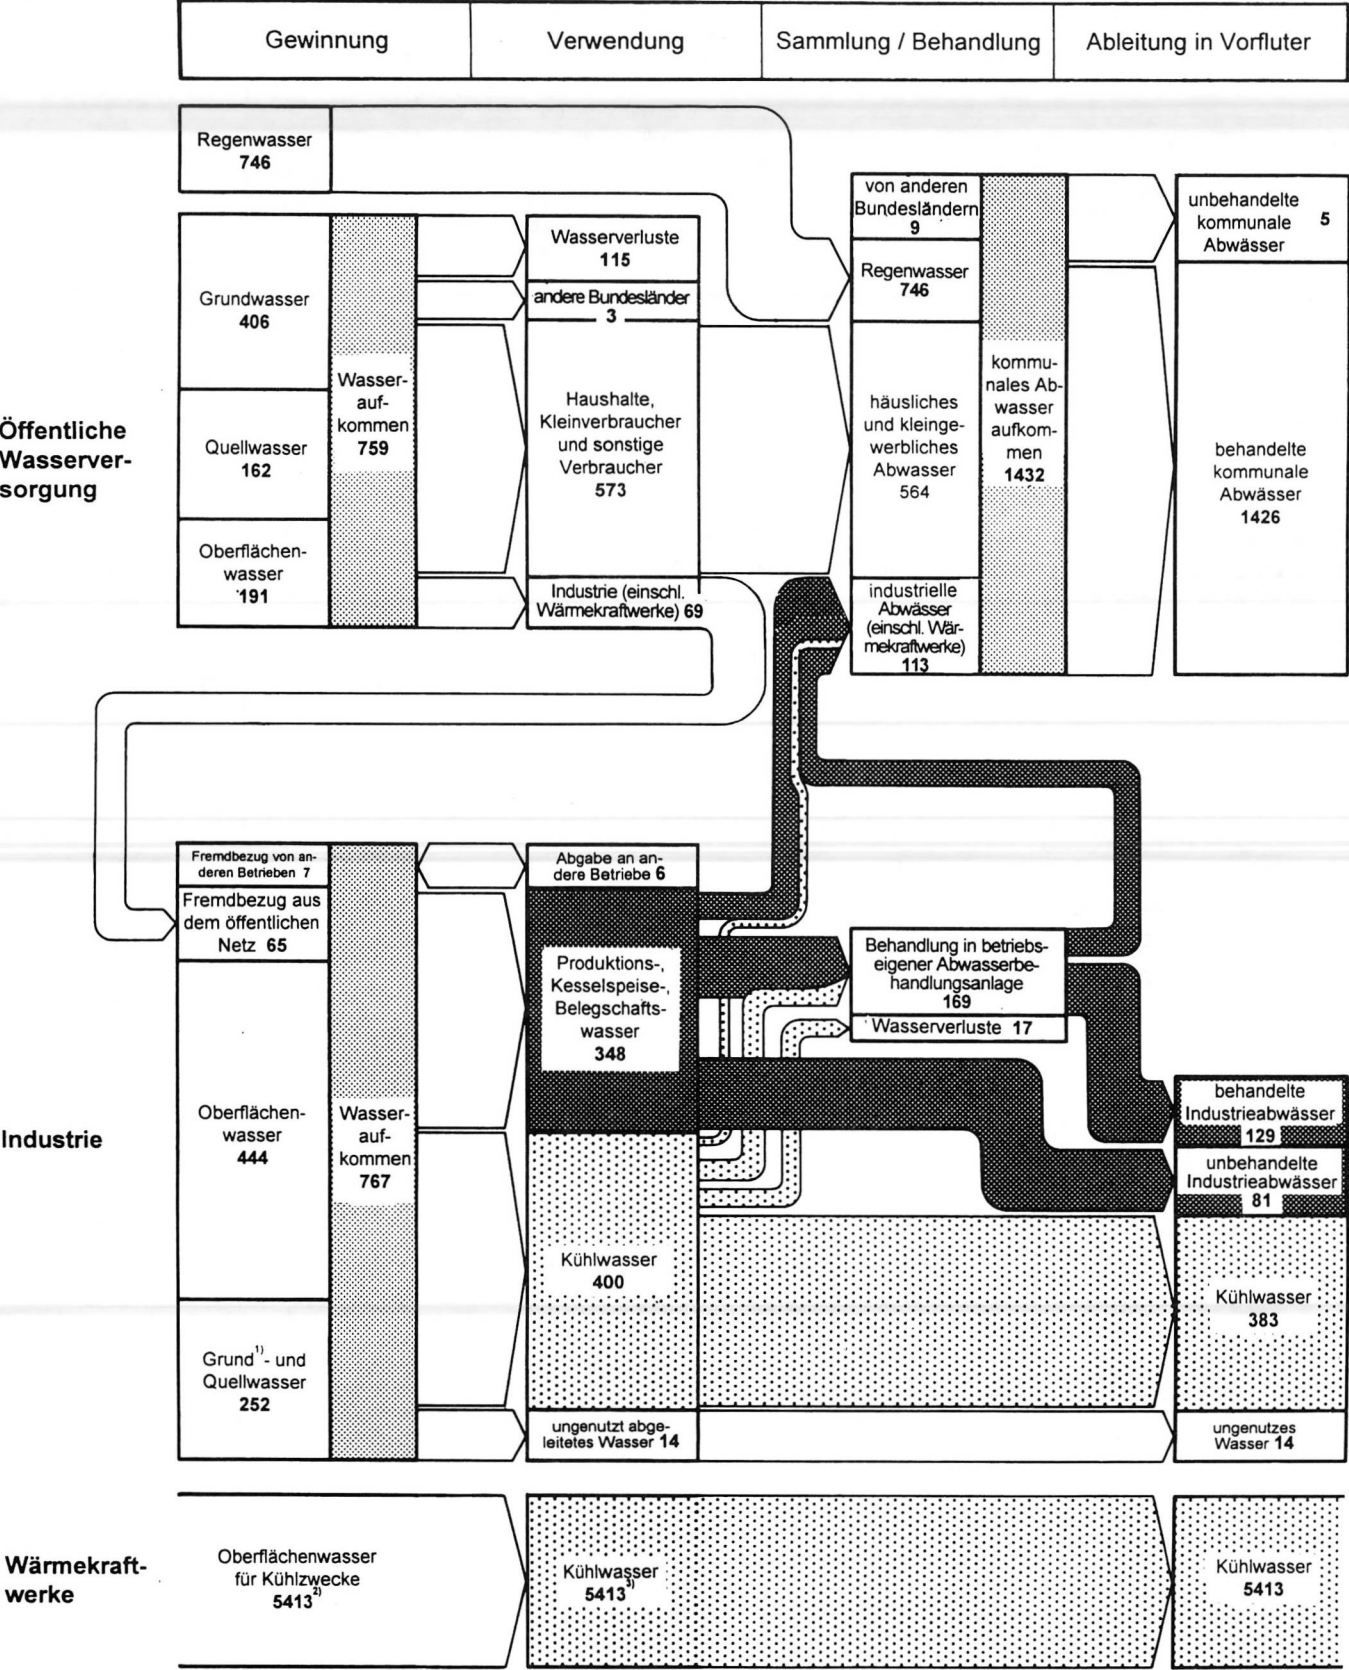 Gewinnung
Verwendung
Sammlung / Behandlung
Ableitung in Vorfluter
Öffentliche
Wasserver-
sorgung
Regenwasser
746
Grundwasser
406
Quellwasser
162
Oberflächen-
wasser
191
Wasser-
auf-
kommen
759
Wasserverluste
115
andere Bundesländer
3
Haushalte,
Kleinverbraucher
und sonstige
Verbraucher
573
Industrie (einschl.
Wärmekraftwerke) 69
von anderen
Bundesländern
9
Regenwasser
746
häusliches
und kleinge-
werbliches
Abwasser
564
industrielle
Abwässer
(einschl. Wär-
mekraftwerke)
113
kommu-
nales Ab-
wasser
aufkom-
men
1432
unbehandelte
kommunale 5
Abwässer
behandelte
kommunale
Abwässer
1426
Industrie
Fremdbezug von an-
deren Betrieben 7
Fremdbezug aus
dem öffentlichen
Netz 65
Oberflächen-
wasser
444
Grund1)- und
Quellwasser
252
Wasser-
auf-
kommen
767
Abgabe an an-
dere Betriebe 6
Produktions-,
Kesselspeise-,
Belegschafts-
wasser
348
Kühlwasser
400
ungenutzt abge-
leitetes Wasser 14
Behandlung in betriebs-
eigener Abwasserbe-
handlungsanlage
169
Wasserverluste 17
behandelte
Industrieabwässer
129
unbehandelte
Industrieabwässer
81
Kühlwasser
383
ungenutzes
Wasser 14
Wärmekraft-
werke
Oberflächenwasser
für Kühlzwecke
5413 2)
Kühlwasser
5413 3)
Kühlwasser
5413